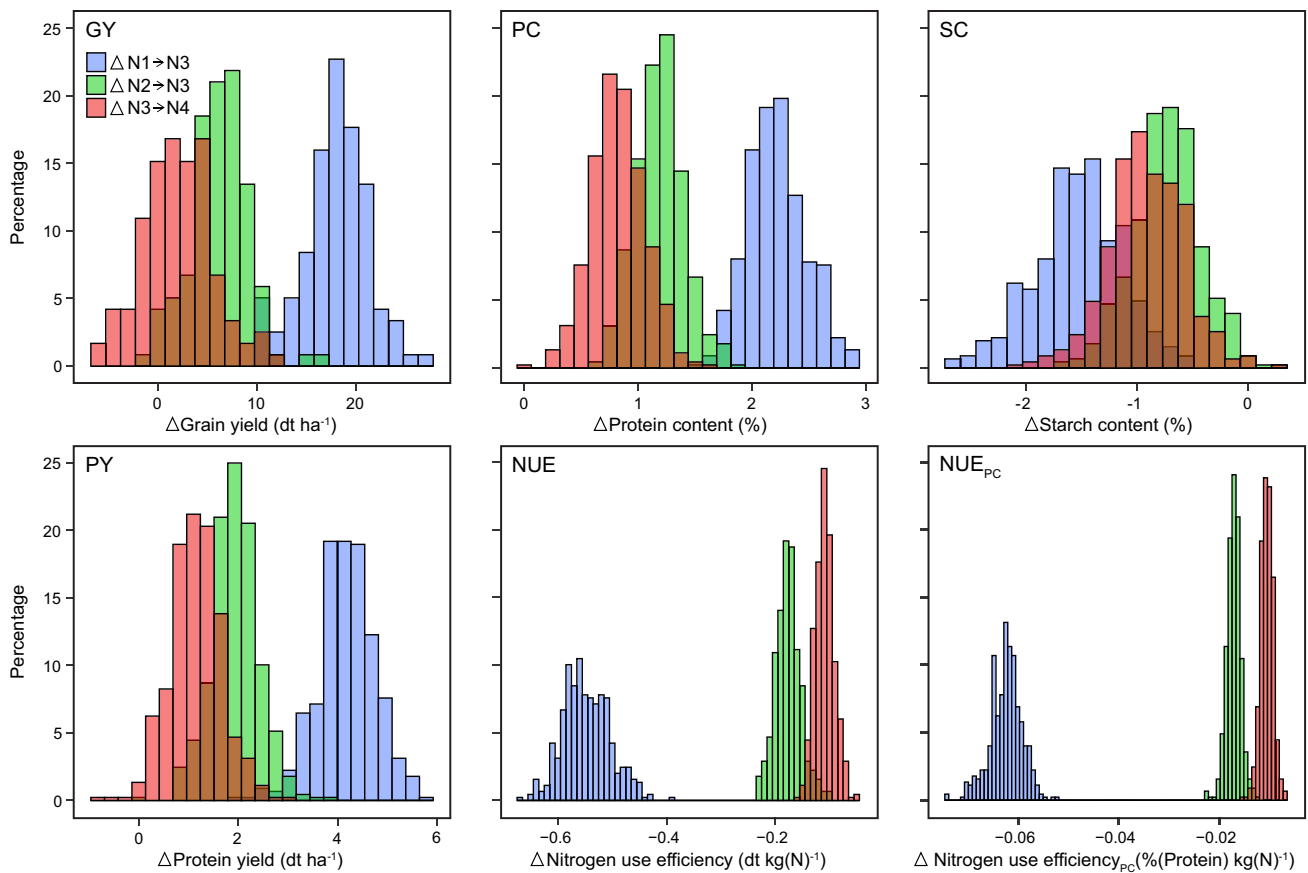 GY
PC
SC
△ N1→N3
△ N2→N3
△ N3→N4
25
20
15
10
5
0
Percentage
0 10 20
△Grain yield (dt ha⁻¹)
0 1 2 3
△Protein content (%)
-2 -1 0
△Starch content (%)
PY
NUE
NUE_PC
25
20
15
10
5
0
Percentage
0 2 4 6
△Protein yield (dt ha⁻¹)
−0.6 −0.4 −0.2
△Nitrogen use efficiency (dt kg(N)⁻¹)
−0.06 −0.04 −0.02
△ Nitrogen use efficiency_PC(%(Protein) kg(N)⁻¹)